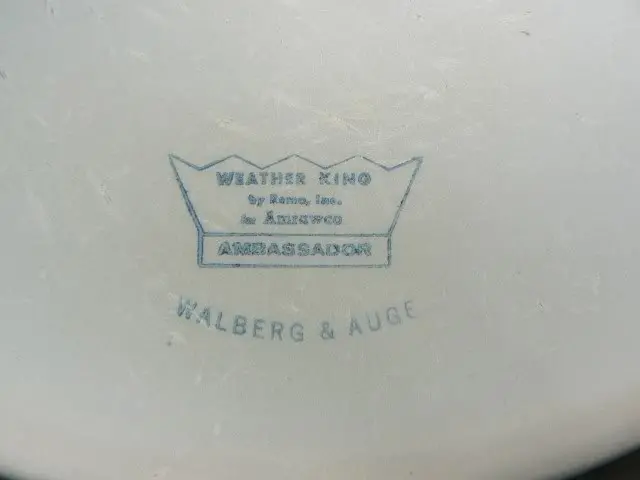 WEATHER KING
by Remo, Inc.
for Amrawco
AMBASSADOR
WALBERG & AUGE